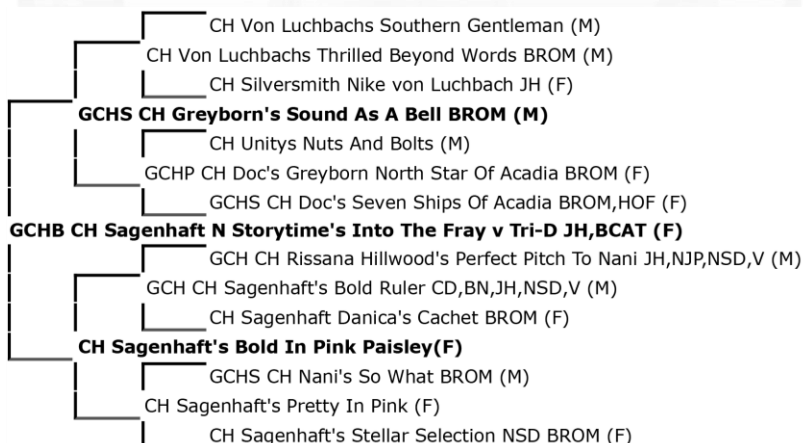 CH Von Luchbachs Southern Gentleman (M)
CH Von Luchbachs Thrilled Beyond Words BROM (M)
CH Silversmith Nike von Luchbach JH (F)
GCHS CH Greyborn's Sound As A Bell BROM (M)
CH Unitys Nuts And Bolts (M)
GCHP CH Doc's Greyborn North Star Of Acadia BROM (F)
GCHS CH Doc's Seven Ships Of Acadia BROM,HOF (F)
GCHB CH Sagenhaft N Storytime's Into The Fray v Tri-D JH,BCAT (F)
GCH CH Rissana Hillwood's Perfect Pitch To Nani JH,NJP,NSD,V (M)
GCH CH Sagenhaft's Bold Ruler CD,BN,JH,NSD,V (M)
CH Sagenhaft Danica's Cachet BROM (F)
CH Sagenhaft's Bold In Pink Paisley(F)
GCHS CH Nani's So What BROM (M)
CH Sagenhaft's Pretty In Pink (F)
CH Sagenhaft's Stellar Selection NSD BROM (F)